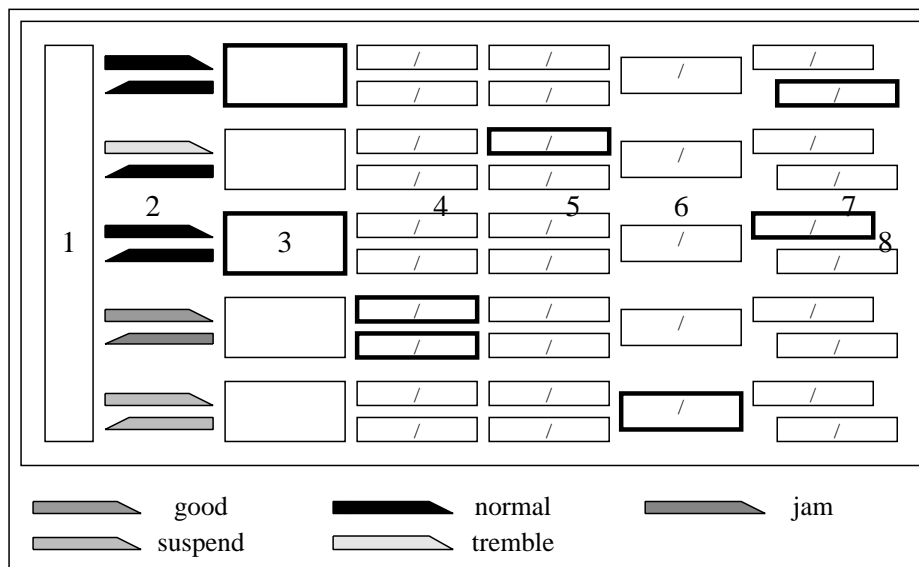 / / / /
/ / /
/ / / /
/ / /
2 4 5 6 7
/ / / /
1 3 8
/ / /
/ / / /
/ / /
/ / / /
/ / /
good normal jam
suspend tremble